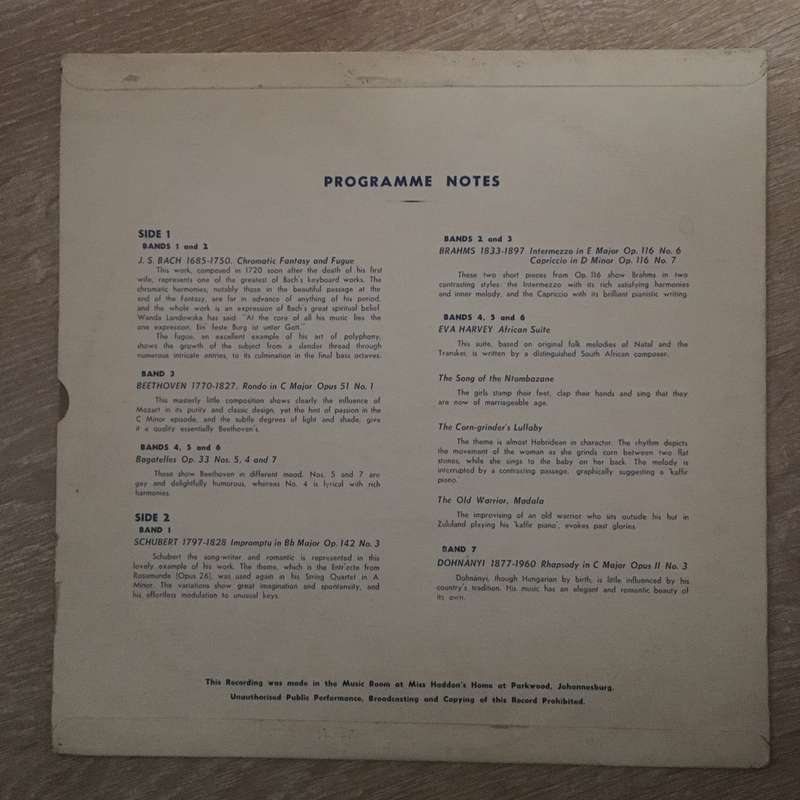 PROGRAMME NOTES
SIDE 1
BANDS 1 and 2
J. S. BACH 1685-1750. Chromatic Fantasy and Fugue
This work, composed in 1720 soon after the death of his first
wife, represents one of the greatest of Bach's keyboard works. The
chromatic harmonies, notably those in the beautiful passage at the
end of the Fantasy, are far in advance of anything of his period,
and the whole work is an expression of Bach's great spiritual belief.
Wanda Landowska has said: "At the core of all his music lies the
one expression, Ein' feste Burg ist unter Gott."
The fugue, an excellent example of his art of polyphony,
shows the growth of the subject from a slender thread through
numerous intricate entries, to its culmination in the final bass octaves.
BAND 3
BEETHOVEN 1770-1827. Rondo in C Major Opus 51 No. 1
This masterly little composition shows clearly the influence of
Mozart in its purity and classic design, yet the hint of passion in the
C Minor episode, and the subtle degrees of light and shade, give
it a quality essentially Beethoven's.
BANDS 4, 5 and 6
Bagatelles Op. 33 Nos. 5, 4 and 7
These show Beethoven in different mood. Nos. 5 and 7 are
gay and delightfully humorous, whereas No. 4 is lyrical with rich
harmonies.
SIDE 2
BAND 1
SCHUBERT 1797-1828 Impromptu in Bb Major Op. 142 No. 3
Schubert the song-writer and romantic is represented in this
lovely example of his work. The theme, which is the Entr'ecte from
Rosamunde (Opus 26), was used again in his String Quartet in A
Minor. The variations show great imagination and spontaneity, and
his effortless modulation to unusual keys.
BANDS 2 and 3
BRAHMS 1833-1897 Intermezzo in E Major Op. 116 No. 6
Capriccio in D Minor Op. 116 No. 7
These two short pieces from Op. 116 show Brahms in two
contrasting styles: the Intermezzo with its rich satisfying harmonies
and inner melody, and the Capriccio with its brilliant pianistic writing.
BANDS 4, 5 and 6
EVA HARVEY African Suite
This suite, based on original folk melodies of Natal and the
Transkei, is written by a distinguished South African composer.
The Song of the Ntombazane
The girls stamp their feet, clap their hands and sing that they
are now of marriageable age.
The Corn-grinder's Lullaby
The theme is almost Hebridean in character. The rhythm depicts
the movement of the woman as she grinds corn between two flat
stones, while she sings to the baby on her back. The melody is
interrupted by a contrasting passage, graphically suggesting a 'kaffir
piano.'
The Old Warrior, Madala
The improvising of an old warrior who sits outside his hut in
Zululand playing his 'kaffir piano', evokes past glories.
BAND 7
DOHNÁNYI 1877-1960 Rhapsody in C Major Opus II No. 3
Dohnányi, though Hungarian by birth, is little influenced by his
country's tradition. His music has an elegant and romantic beauty of
its own.
This Recording was made in the Music Room at Miss Haddon's Home at Parkwood, Johannesburg.
Unauthorised Public Performance, Broadcasting and Copying of this Record Prohibited.